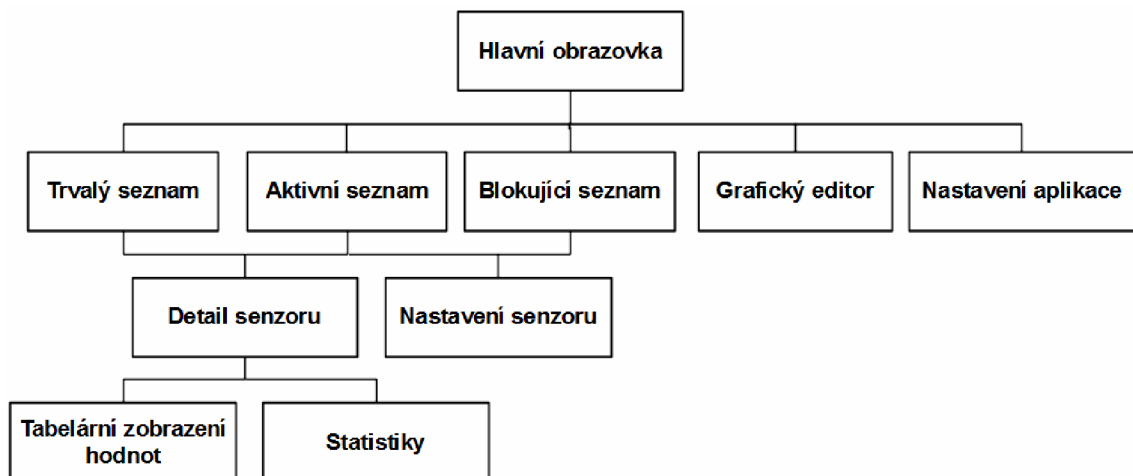 Hlavní obrazovka
Trvalý seznam
Aktivní seznam
Blokující seznam
Grafický editor
Nastavení aplikace
Detail senzoru
Nastavení senzoru
Tabelární zobrazení
hodnot
Statistiky